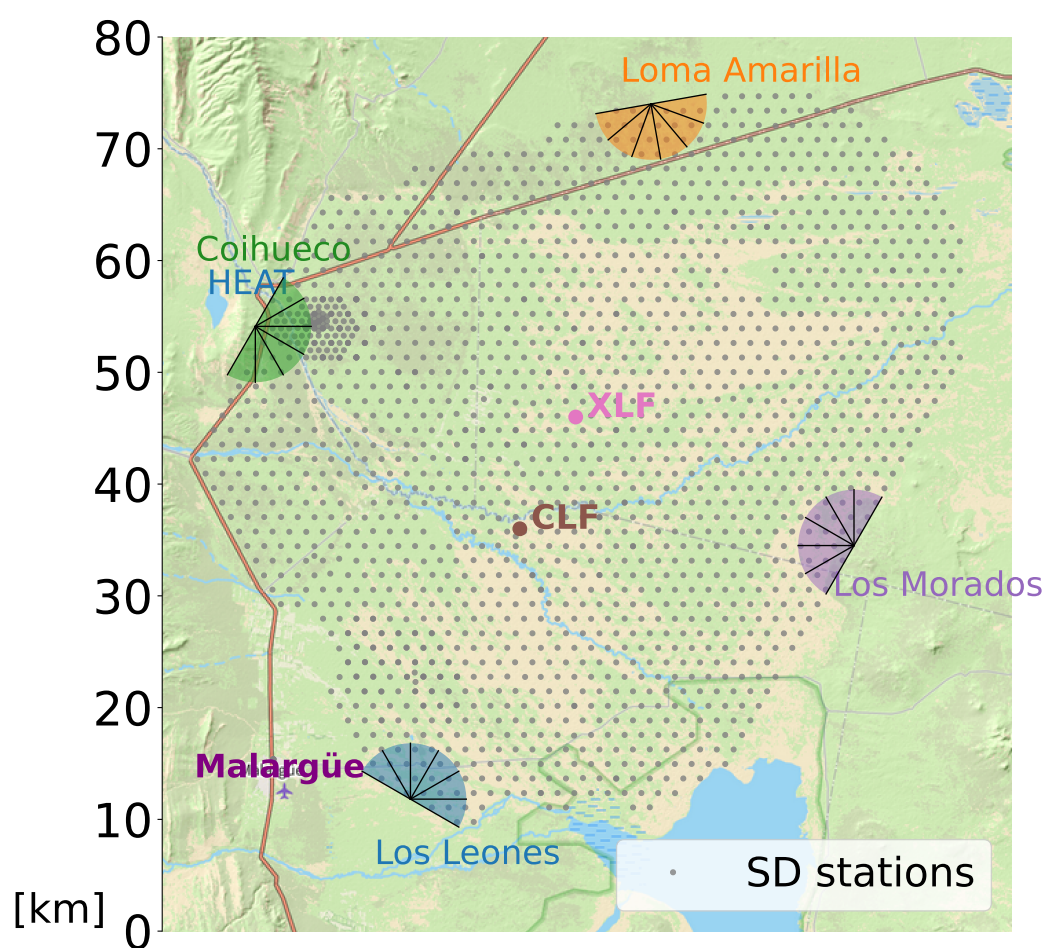 80
Loma Amarilla
70
60
Coihueco
HEAT
50
XLF
40
CLF
30
Los Morados
20
Malargüe
10
Los Leones
SD stations
[km]
0